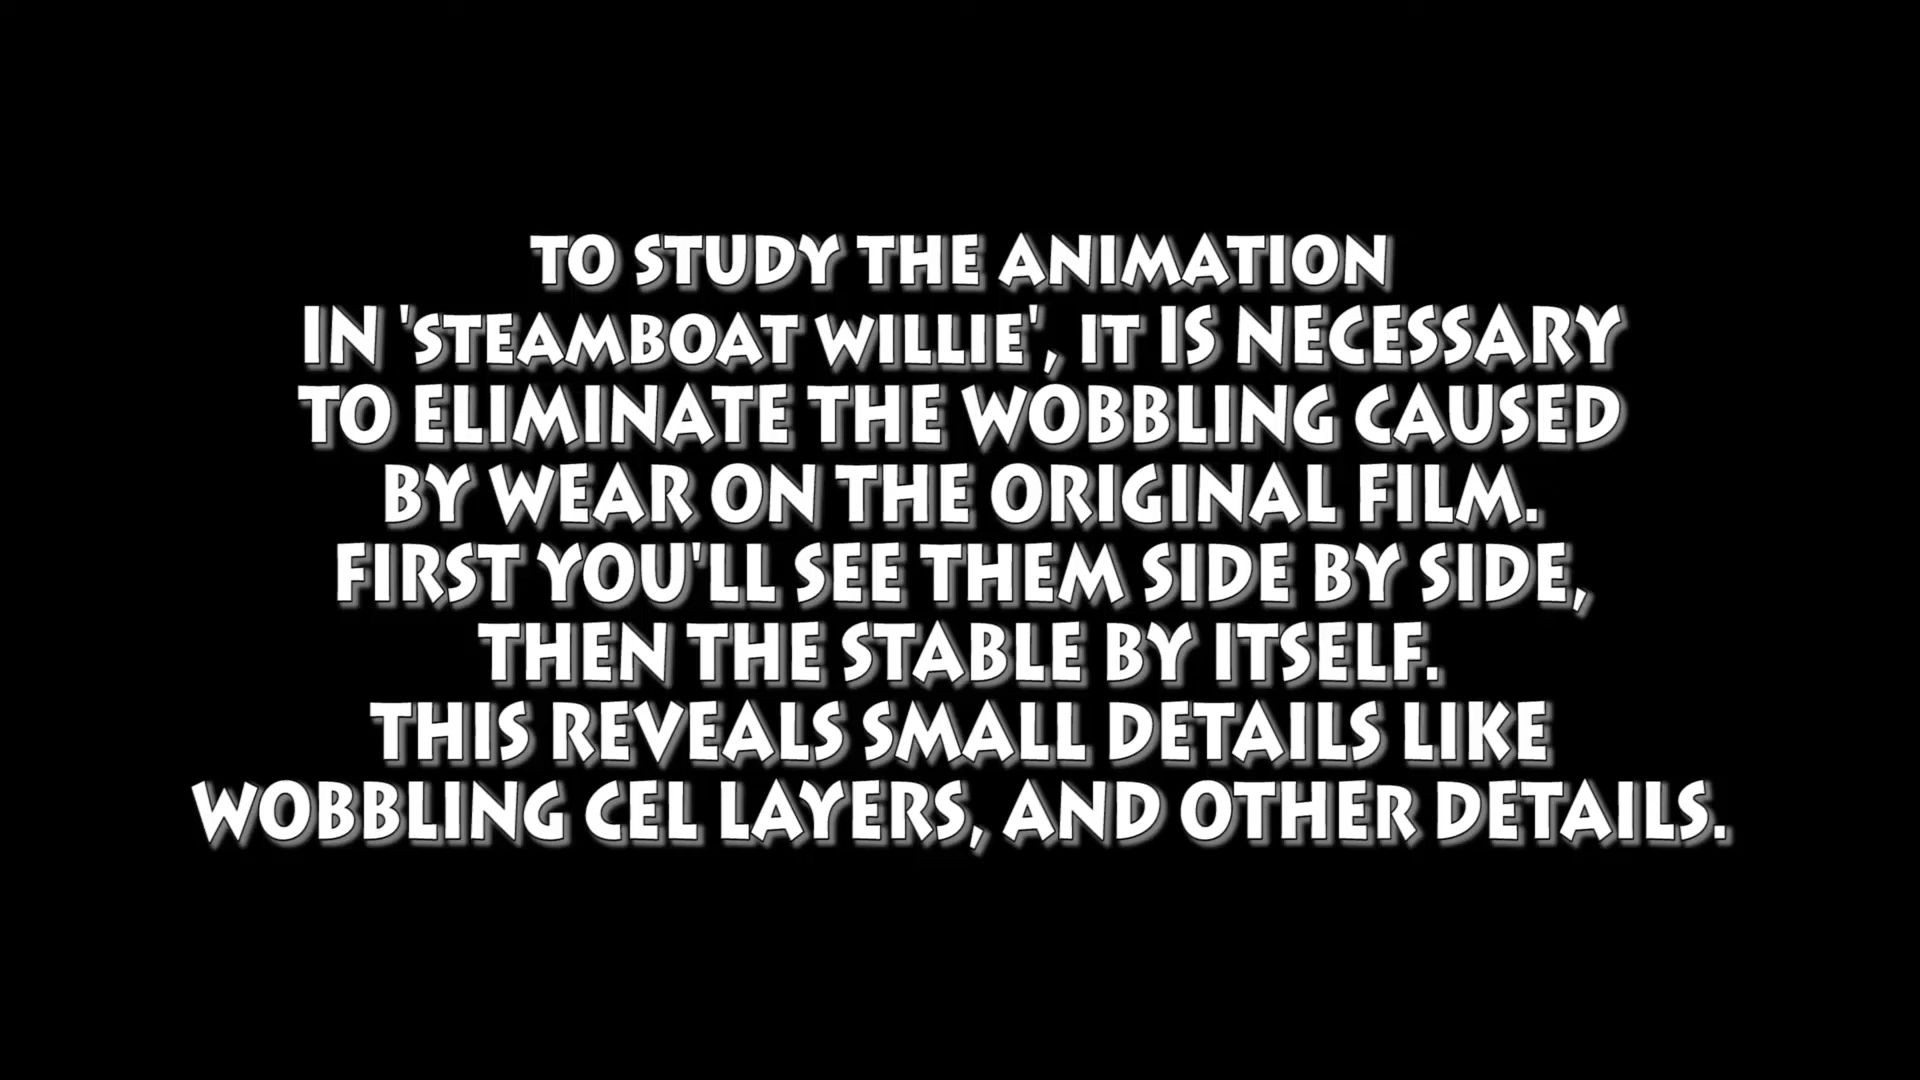 TO STUDY THE ANIMATION
IN 'STEAMBOAT WILLIE', IT IS NECESSARY
TO ELIMINATE THE WOBBLING CAUSED
BY WEAR ON THE ORIGINAL FILM.
FIRST YOU'LL SEE THEM SIDE BY SIDE,
THEN THE STABLE BY ITSELF.
THIS REVEALS SMALL DETAILS LIKE
WOBBLING CEL LAYERS, AND OTHER DETAILS.